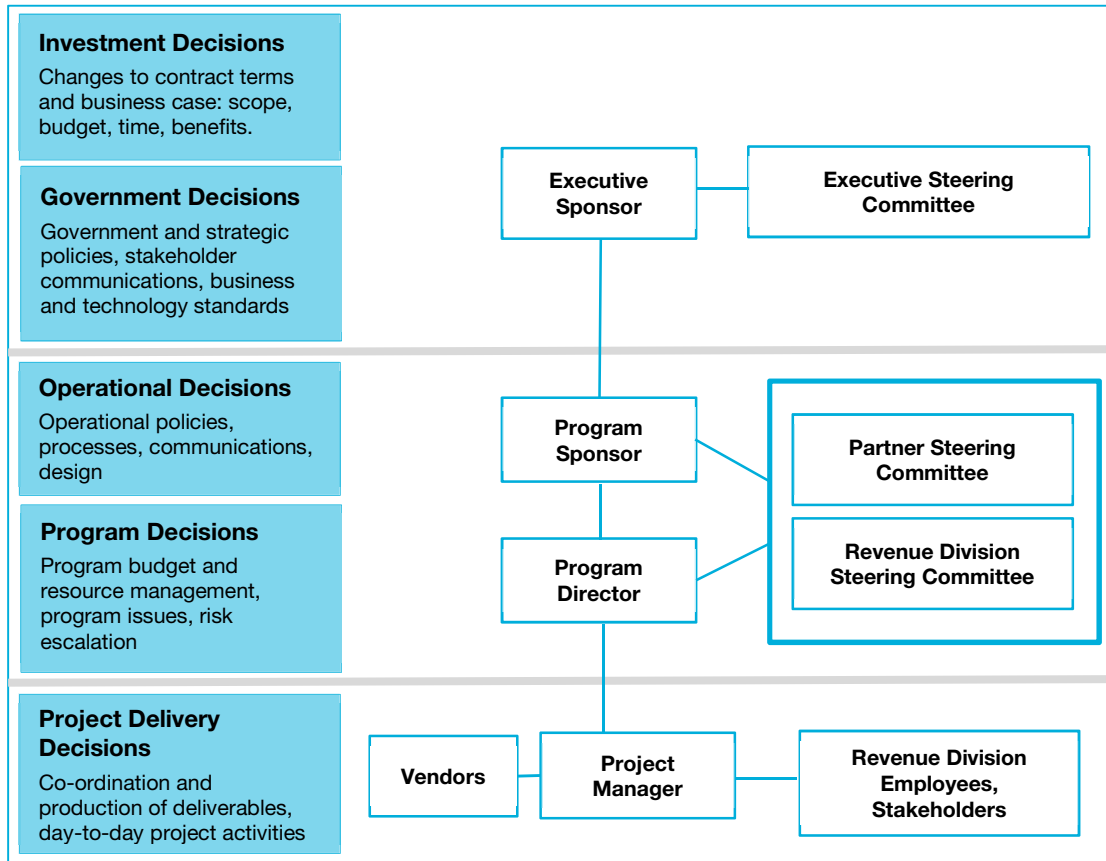 Investment Decisions
Changes to contract terms
and business case: scope,
budget, time, benefits.
Government Decisions
Government and strategic
policies, stakeholder
communications, business
and technology standards
Executive
Sponsor
Executive Steering
Committee
Operational Decisions
Operational policies,
processes, communications,
design
Program Decisions
Program budget and
resource management,
program issues, risk
escalation
Program
Sponsor
Program
Director
Partner Steering
Committee
Revenue Division
Steering Committee
Project Delivery
Decisions
Co-ordination and
production of deliverables,
day-to-day project activities
Vendors
Project
Manager
Revenue Division
Employees,
Stakeholders